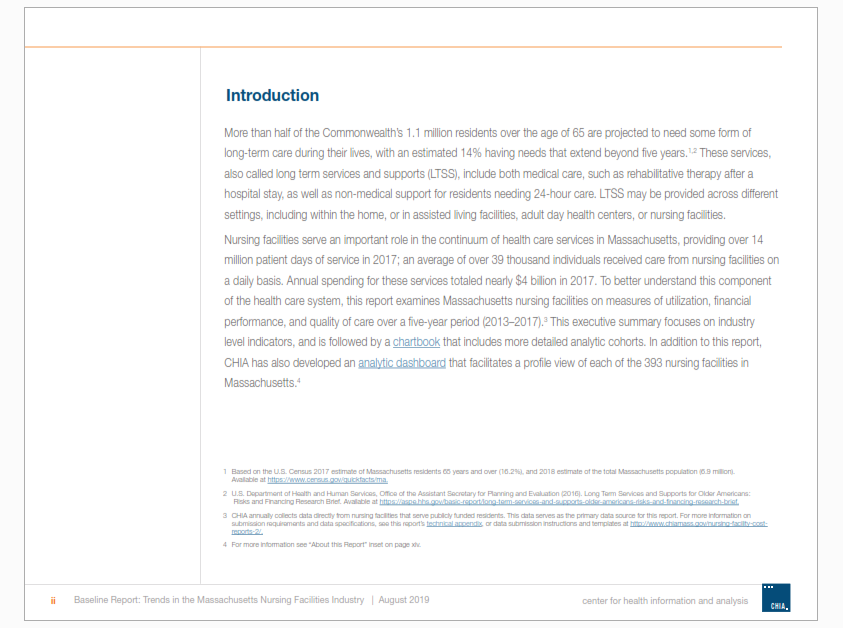 Introduction
More than half of the Commonwealth's 1.1 million residents over the age of 65 are projected to need some form of
long-term care during their lives, with an estimated 14% having needs that extend beyond five years.1,2 These services,
also called long term services and supports (LTSS), include both medical care, such as rehabilitative therapy after a
hospital stay, as well as non-medical support for residents needing 24-hour care. LTSS may be provided across different
settings, including within the home, or in assisted living facilities, adult day health centers, or nursing facilities.
Nursing facilities serve an important role in the continuum of health care services in Massachusetts, providing over 14
million patient days of service in 2017; an average of over 39 thousand individuals received care from nursing facilities on
a daily basis. Annual spending for these services totaled nearly $4 billion in 2017. To better understand this component
of the health care system, this report examines Massachusetts nursing facilities on measures of utilization, financial
performance, and quality of care over a five-year period (2013–2017).3 This executive summary focuses on industry
level indicators, and is followed by a chartbook that includes more detailed analytic cohorts. In addition to this report,
CHIA has also developed an analytic dashboard that facilitates a profile view of each of the 393 nursing facilities in
Massachusetts.4
1 Based on the U.S. Census 2017 estimate of Massachusetts residents 65 years and over (16.2%), and 2018 estimate of the total Massachusetts population (6.9 million).
Available at https://www.census.gov/quickfacts/ma.
2 U.S. Department of Health and Human Services, Office of the Assistant Secretary for Planning and Evaluation (2016). Long Term Services and Supports for Older Americans:
Risks and Financing Research Brief. Available at https://aspe.hhs.gov/basic-report/long-term-services-and-supports-older-americans-risks-and-financing-research-brief.
3 CHIA annually collects data directly from nursing facilities that serve publicly funded residents. This data serves as the primary data source for this report. For more information on
submission requirements and data specifications, see this report's technical appendix, or data submission instructions and templates at http://www.chiamass.gov/nursing-facility-cost-
reports-2/.
4 For more information see "About this Report" inset on page xiv.
ii Baseline Report: Trends in the Massachusetts Nursing Facilities Industry | August 2019
center for health information and analysis
CHIA